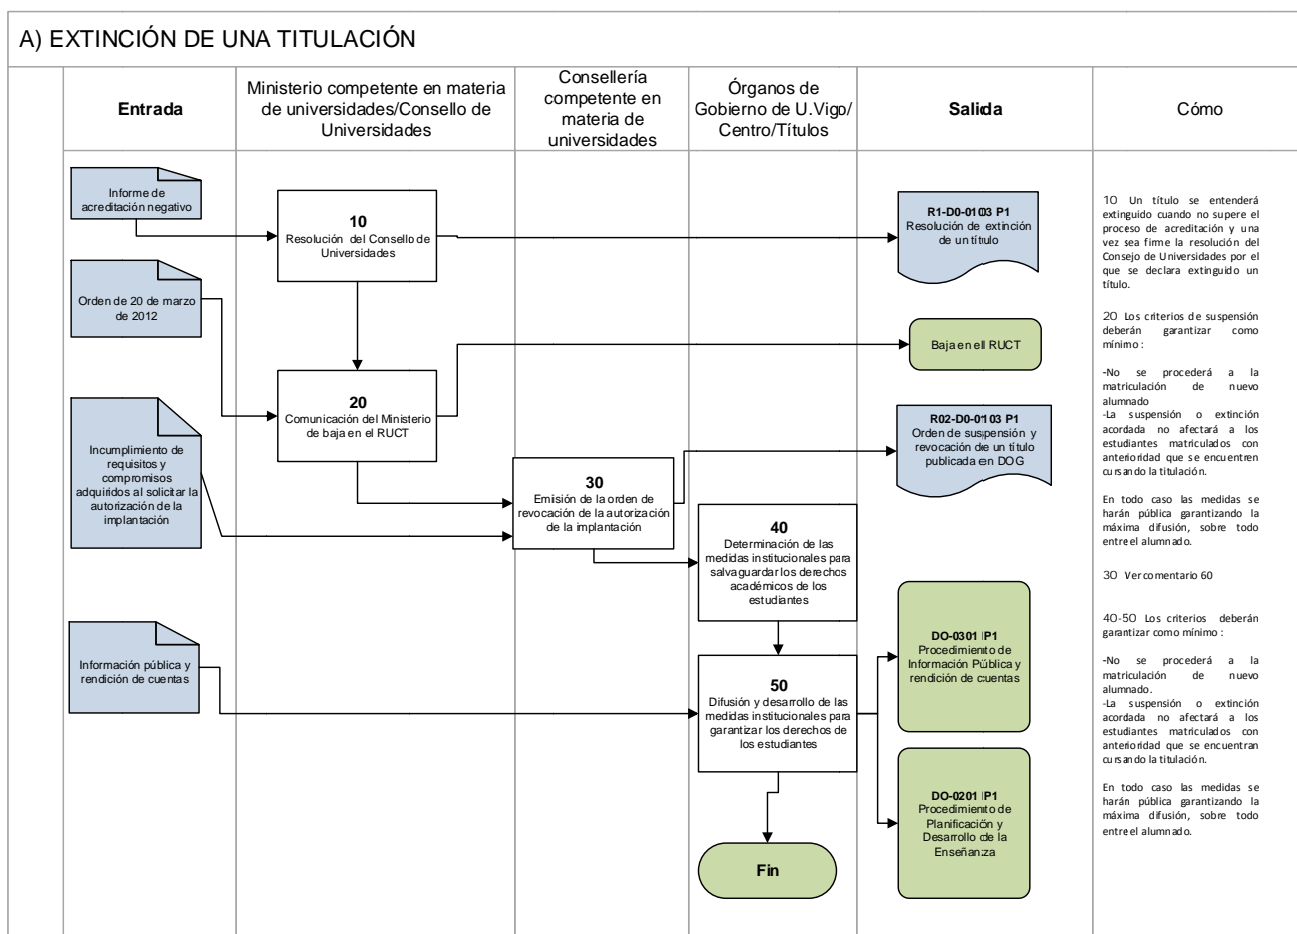 A) EXTINCIÓN DE UNA TITULACIÓN
Entrada
Ministerio competente en materia
de universidades/Consello de
Universidades
Consellería
competente en
materia de
universidades
Órganos de
Gobierno de U.Vigo/
Centro/Títulos
Salida
Cómo
Informe de
acreditación negativo
10
Resolución del Consello de
Universidades
R1-D0-0103 P1
Resolución de extinción
de un título
Orden de 20 de marzo
de 2012
Baja en el RUCT
20
Comunicación del Ministerio
de baja en el RUCT
R02-D0-0103 P1
Orden de suspensión y
revocación de un título
publicada en DOG
Incumplimiento de
requisitos y
compromisos
adquiridos al solicitar la
autorización de la
implantación
30
Emisión de la orden de
revocación de la autorización
de la implantación
40
Determinación de las
medidas institucionales para
salvaguardar los derechos
académicos de los
estudiantes
Información pública y
rendición de cuentas
50
Difusión y desarrollo de las
medidas institucionales para
garantizar los derechos de
los estudiantes
DO-0301 P1
Procedimiento de
Información Pública y
rendición de cuentas
DO-0201 P1
Procedimiento de
Planificación y
Desarrollo de la
Enseñanza
Fin
10 Un título se entenderá
extinguido cuando no supere el
proceso de acreditación y una
vez sea firme la resolución del
Consejo de Universidades por el
que se declara extinguido un
título.
20 Los criterios de suspensión
deberán garantizar como
mínimo :
-No se procederá a la
matriculación de nuevo
alumnado
-La suspensión o extinción
acordada no afectará a los
estudiantes matriculados con
anterioridad que se encuentren
cursando la titulación.
En todo caso las medidas se
harán pública garantizando la
máxima difusión, sobre todo
entre el alumnado.
30 Ver comentario 60
40-50 Los criterios deberán
garantizar como mínimo :
-No se procederá a la
matriculación de nuevo
alumnado.
-La suspensión o extinción
acordada no afectará a los
estudiantes matriculados con
anterioridad que se encuentran
cursando la titulación.
En todo caso las medidas se
harán pública garantizando la
máxima difusión, sobre todo
entre el alumnado.